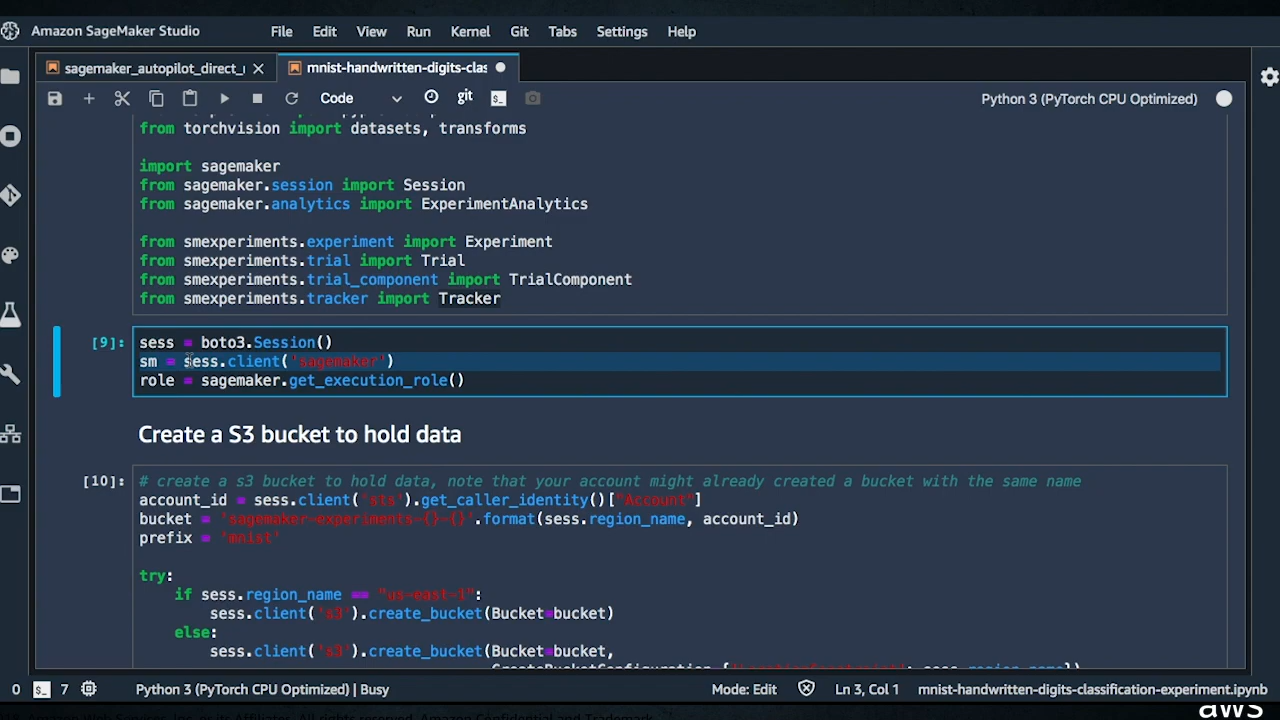 Amazon SageMaker Studio File Edit View Run Kernel Git Tabs Settings Help
sagemaker_autopilot_direct_ mnist-handwritten-digits-clas
Code git Python 3 (PyTorch CPU Optimized)
from torchvision import datasets, transforms
import sagemaker
from sagemaker.session import Session
from sagemaker.analytics import ExperimentAnalytics
from smexperiments.experiment import Experiment
from smexperiments.trial import Trial
from smexperiments.trial_component import TrialComponent
from smexperiments.tracker import Tracker
[9]: sess = boto3.Session()
sm = sess.client('sagemaker')
role = sagemaker.get_execution_role()
Create a S3 bucket to hold data
[10]: # create a s3 bucket to hold data, note that your account might already created a bucket with the same name
account_id = sess.client('sts').get_caller_identity()["Account"]
bucket = 'sagemaker-experiments-{}-{}'.format(sess.region_name, account_id)
prefix = 'mnist'
try:
if sess.region_name == "us-east-1":
sess.client('s3').create_bucket(Bucket=bucket)
else:
sess.client('s3').create_bucket(Bucket=bucket,
0 7 Python 3 (PyTorch CPU Optimized) | Busy Mode: Edit Ln 3, Col 1 mnist-handwritten-digits-classification-experiment.ipynb
aws